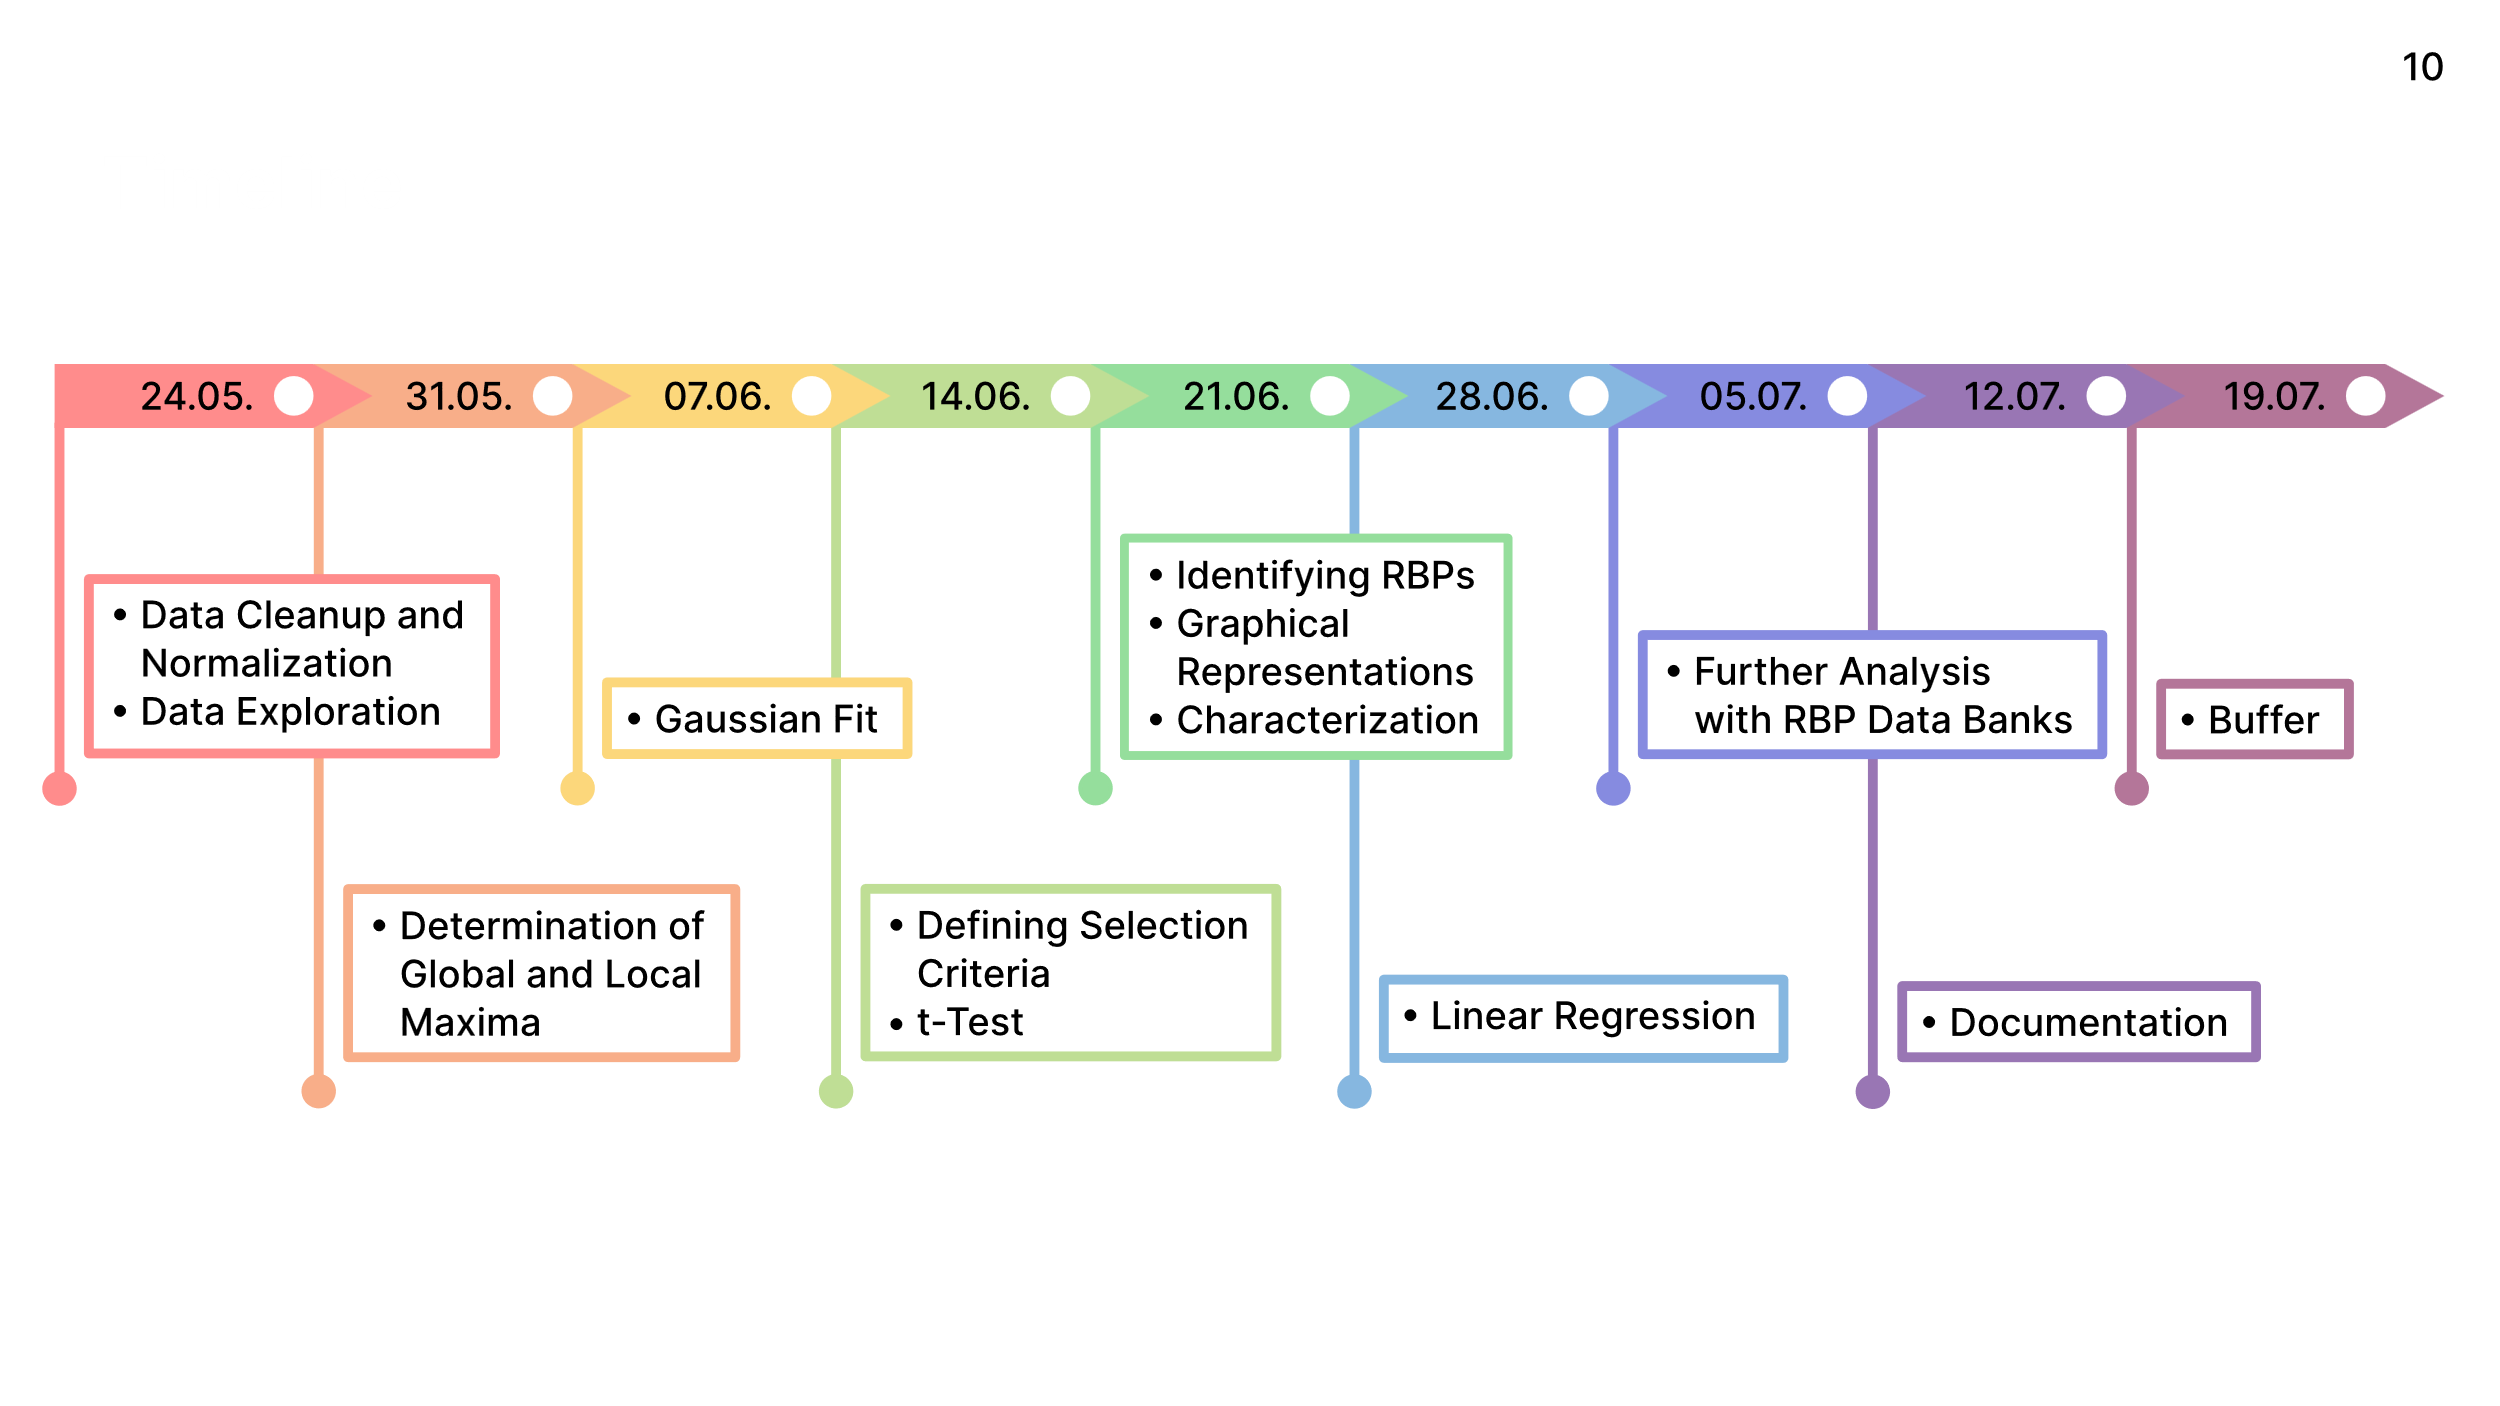 10
24.05.
31.05.
07.06.
14.06.
21.06.
28.06.
05.07.
12.07.
19.07.
• Data Cleanup and
Normalization
• Data Exploration
• Gaussian Fit
• Identifying RBPs
• Graphical
Representations
• Characterization
• Further Analysis
with RBP Data Banks
• Buffer
• Determination of
Global and Local
Maxima
• Defining Selection
Criteria
• t-Test
• Linear Regression
• Documentation